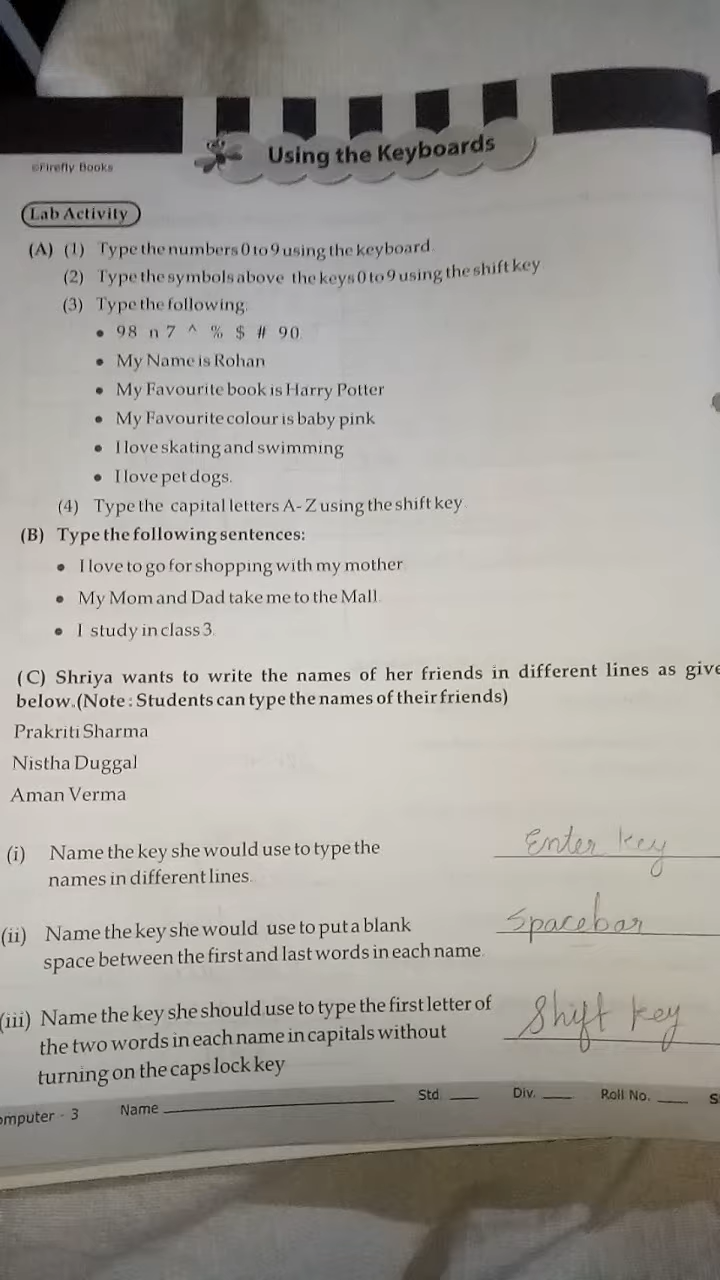 ©Firefly Books
Using the Keyboards
Lab Activity
(A) (1) Type the numbers 0 to 9 using the keyboard.
(2) Type the symbols above the keys 0 to 9 using the shift key
(3) Type the following.
• 98 n 7 ^ % $ # 90
• My Name is Rohan
• My Favourite book is Harry Potter
• My Favourite colour is baby pink
• I love skating and swimming
• I love pet dogs.
(4) Type the capital letters A-Z using the shift key.
(B) Type the following sentences:
• I love to go for shopping with my mother
• My Mom and Dad take me to the Mall.
• I study in class 3.
(C) Shriya wants to write the names of her friends in different lines as give
below.(Note : Students can type the names of their friends)
Prakriti Sharma
Nistha Duggal
Aman Verma
(i) Name the key she would use to type the Enter key
names in different lines.
(ii) Name the key she would use to put a blank Spacebar
space between the first and last words in each name.
(iii) Name the key she should use to type the first letter of Shift key
the two words in each name in capitals without
turning on the caps lock key
omputer - 3 Name Std. Div. Roll No. S